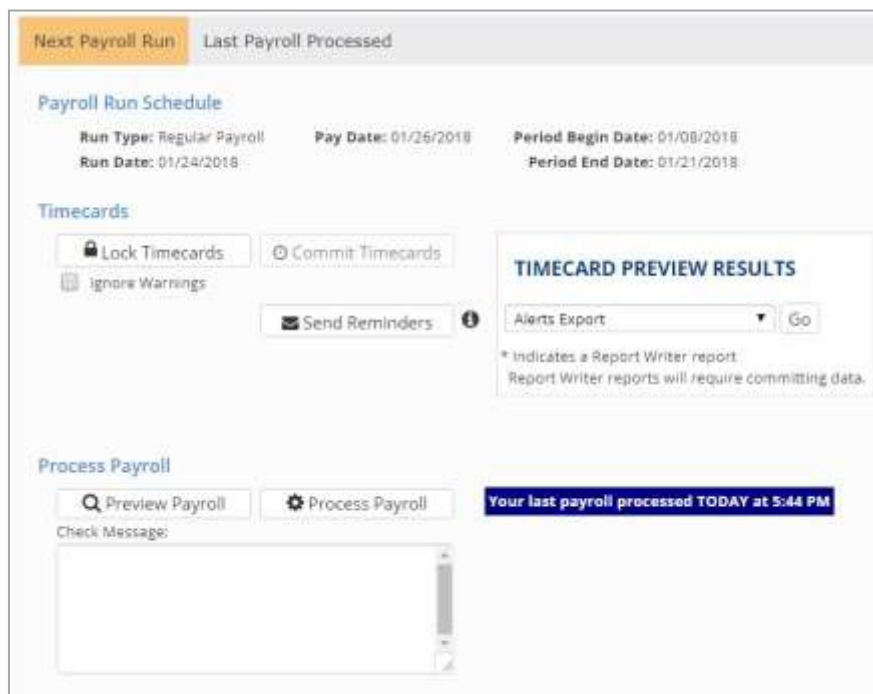 Next Payroll Run Last Payroll Processed
Payroll Run Schedule
Run Type: Regular Payroll Pay Date: 01/26/2018 Period Begin Date: 01/08/2018
Run Date: 01/24/2018 Period End Date: 01/21/2018
Timecards
Lock Timecards Commit Timecards
Ignore Warnings
Send Reminders
TIMECARD PREVIEW RESULTS
Alerts Export Go
* Indicates a Report Writer report
Report Writer reports will require committing data.
Process Payroll
Preview Payroll Process Payroll Your last payroll processed TODAY at 5:44 PM
Check Message: